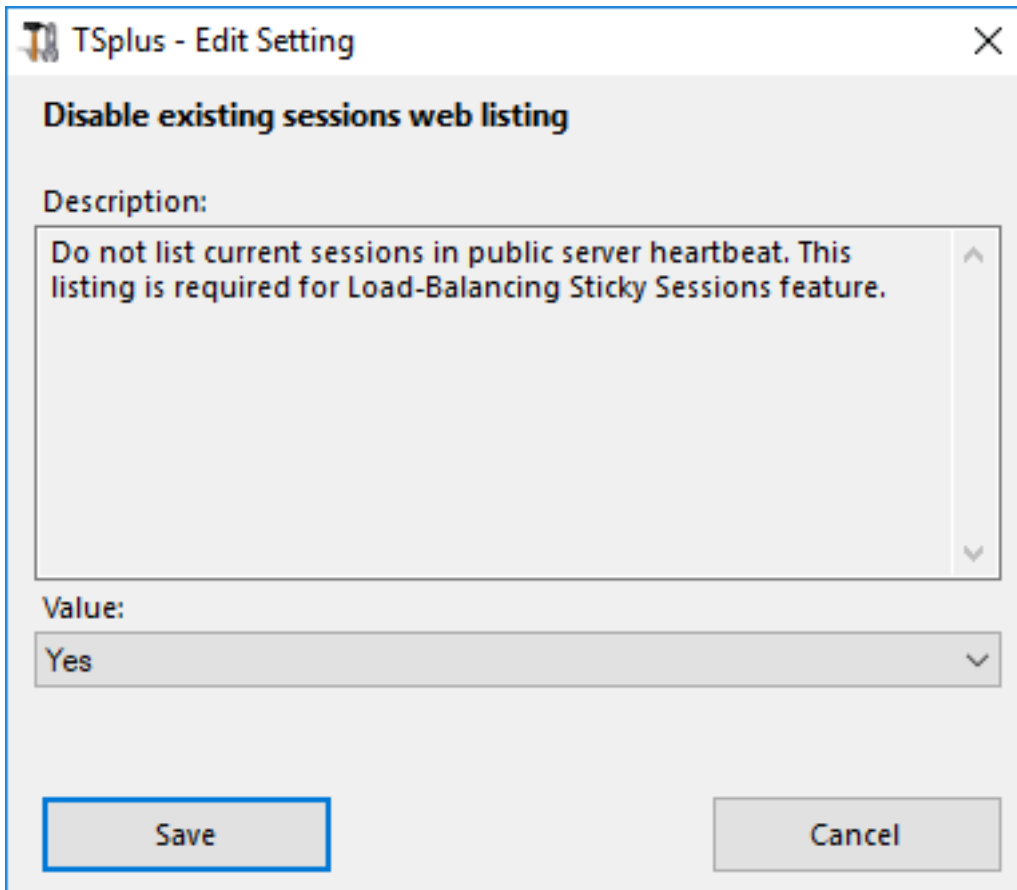 TSplus - Edit Setting
Disable existing sessions web listing
Description:
Do not list current sessions in public server heartbeat. This
listing is required for Load-Balancing Sticky Sessions feature.
Value:
Yes
Save
Cancel